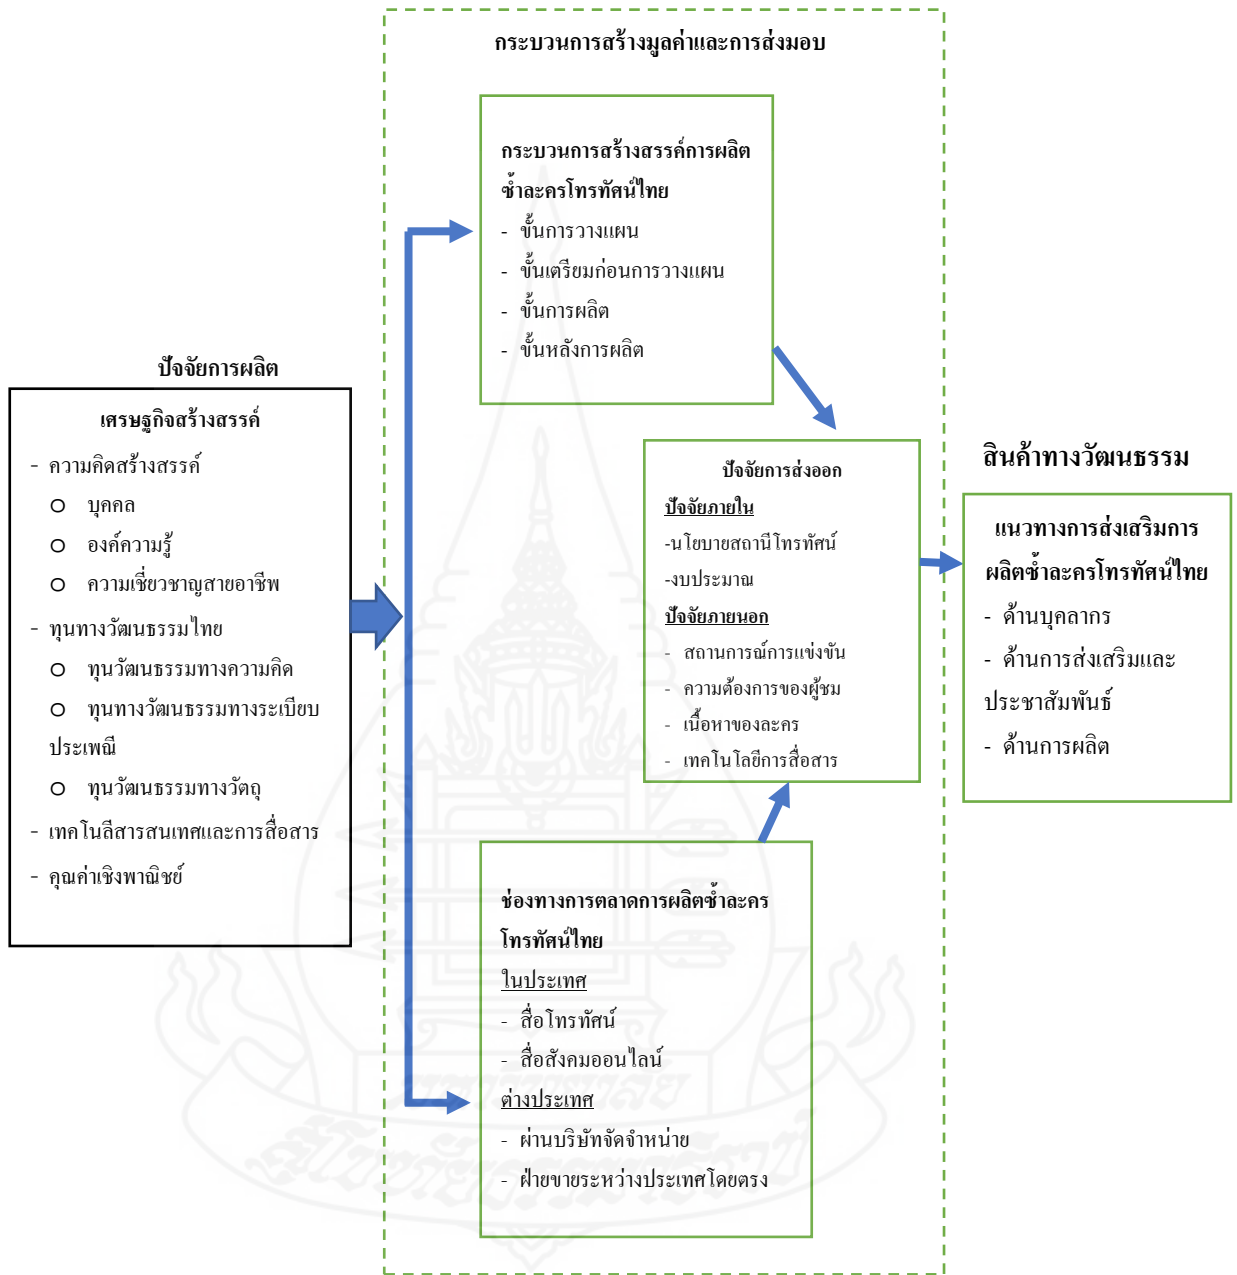 กระบวนการสร้างมูลค่าและการส่งมอบ
กระบวนการสร้างสรรค์การผลิต
ซ้ำละครโทรทัศน์ไทย
- ขั้นการวางแผน
- ขั้นเตรียมก่อนการวางแผน
- ขั้นการผลิต
- ขั้นหลังการผลิต
ปัจจัยการผลิต
เศรษฐกิจสร้างสรรค์
- ความคิดสร้างสรรค์
o บุคคล
o องค์ความรู้
o ความเชี่ยวชาญสายอาชีพ
- ทุนทางวัฒนธรรมไทย
o ทุนวัฒนธรรมทางความคิด
o ทุนทางวัฒนธรรมทางระเบียบ
ประเพณี
o ทุนวัฒนธรรมทางวัตถุ
- เทคโนลีสารสนเทศและการสื่อสาร
- คุณค่าเชิงพาณิชย์
ปัจจัยการส่งออก
ปัจจัยภายใน
-นโยบายสถานีโทรทัศน์
-งบประมาณ
ปัจจัยภายนอก
- สถานการณ์การแข่งขัน
- ความต้องการของผู้ชม
- เนื้อหาของละคร
- เทคโนโลยีการสื่อสาร
สินค้าทางวัฒนธรรม
แนวทางการส่งเสริมการ
ผลิตซ้ำละครโทรทัศน์ไทย
- ด้านบุคลากร
- ด้านการส่งเสริมและ
ประชาสัมพันธ์
- ด้านการผลิต
ช่องทางการตลาดการผลิตซ้ำละคร
โทรทัศน์ไทย
ในประเทศ
- สื่อโทรทัศน์
- สื่อสังคมออนไลน์
ต่างประเทศ
- ผ่านบริษัทจัดจำหน่าย
- ฝ่ายขายระหว่างประเทศโดยตรง
มหาวิทยาลัย
สุโขทัยธรรมาธิราช